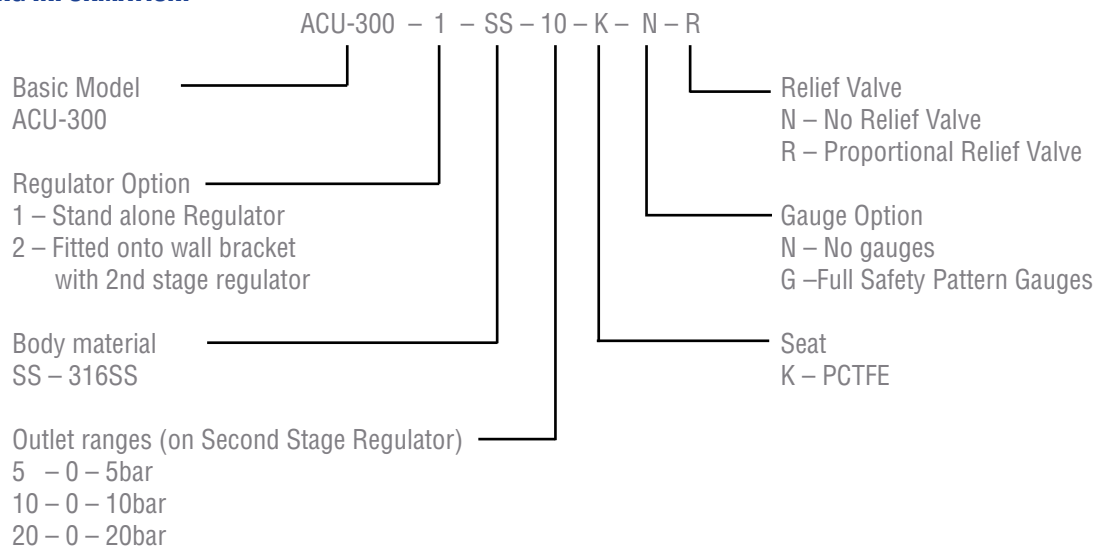 ACU-300 – 1 – SS – 10 – K – N – R
Basic Model
ACU-300
Regulator Option
1 – Stand alone Regulator
2 – Fitted onto wall bracket
with 2nd stage regulator
Body material
SS – 316SS
Outlet ranges (on Second Stage Regulator)
5 – 0 – 5bar
10 – 0 – 10bar
20 – 0 – 20bar
Relief Valve
N – No Relief Valve
R – Proportional Relief Valve
Gauge Option
N – No gauges
G –Full Safety Pattern Gauges
Seat
K – PCTFE